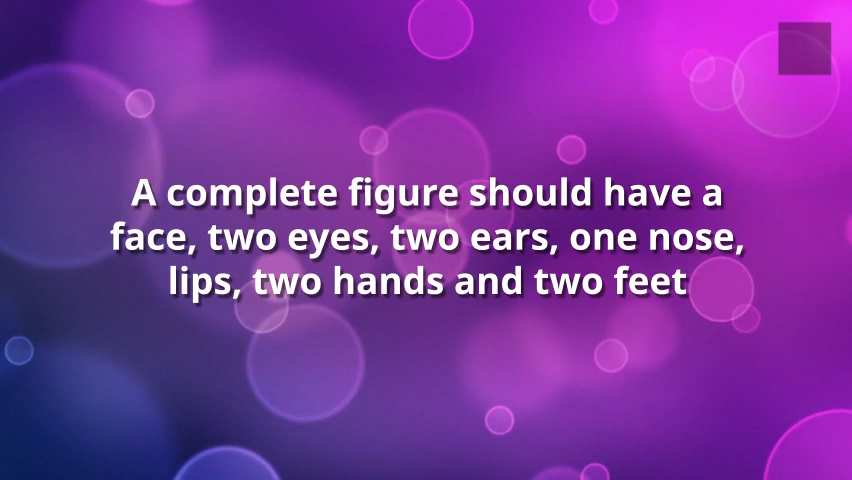 A complete figure should have a
face, two eyes, two ears, one nose,
lips, two hands and two feet